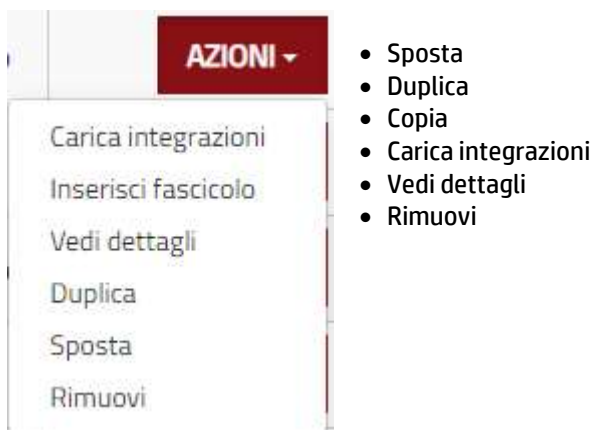 AZIONI
Carica integrazioni
Inserisci fascicolo
Vedi dettagli
Duplica
Sposta
Rimuovi
• Sposta
• Duplica
• Copia
• Carica integrazioni
• Vedi dettagli
• Rimuovi